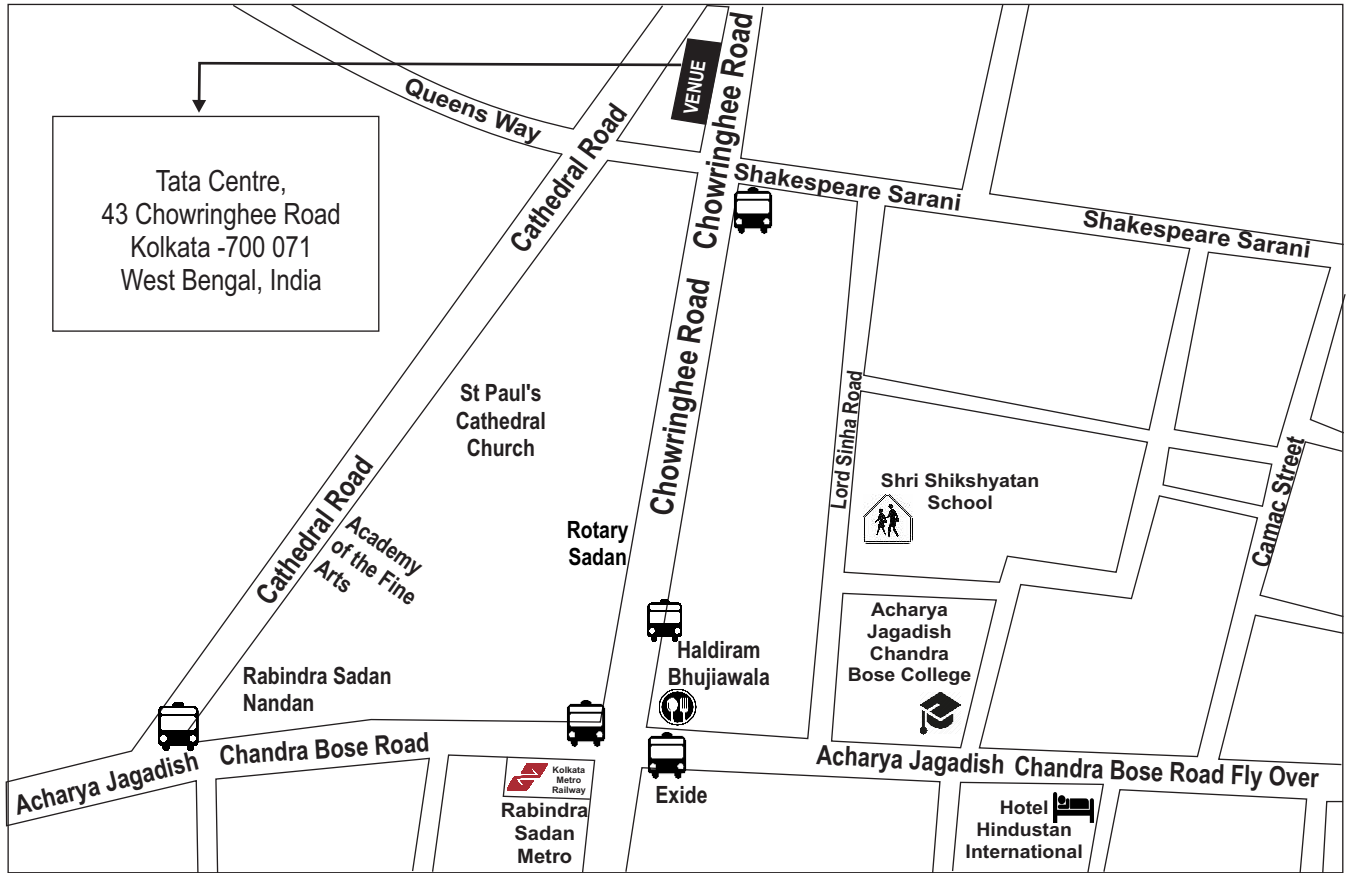 VENUE
Chowringhee Road
Queens Way
Cathedral Road
Tata Centre,
43 Chowringhee Road
Kolkata -700 071
West Bengal, India
Shakespeare Sarani
Shakespeare Sarani
Chowringhee Road
St Paul's
Cathedral
Church
Lord Sinha Road
Camac Street
Shri Shikshyatan
School
Cathedral Road
Academy
of the Fine
Arts
Rotary
Sadan
Acharya
Jagadish
Chandra
Bose College
Haldiram
Bhujiawala
Rabindra Sadan
Nandan
Acharya Jagadish
Chandra Bose Road
Acharya Jagadish Chandra Bose Road Fly Over
Kolkata
Metro
Railway
Rabindra
Sadan
Metro
Exide
Hotel
Hindustan
International